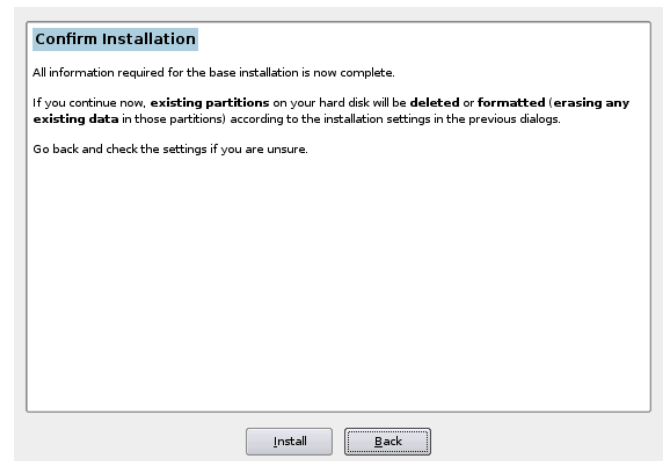 Confirm Installation
All information required for the base installation is now complete.
If you continue now, existing partitions on your hard disk will be deleted or formatted (erasing any
existing data in those partitions) according to the installation settings in the previous dialogs.
Go back and check the settings if you are unsure.
Install
Back